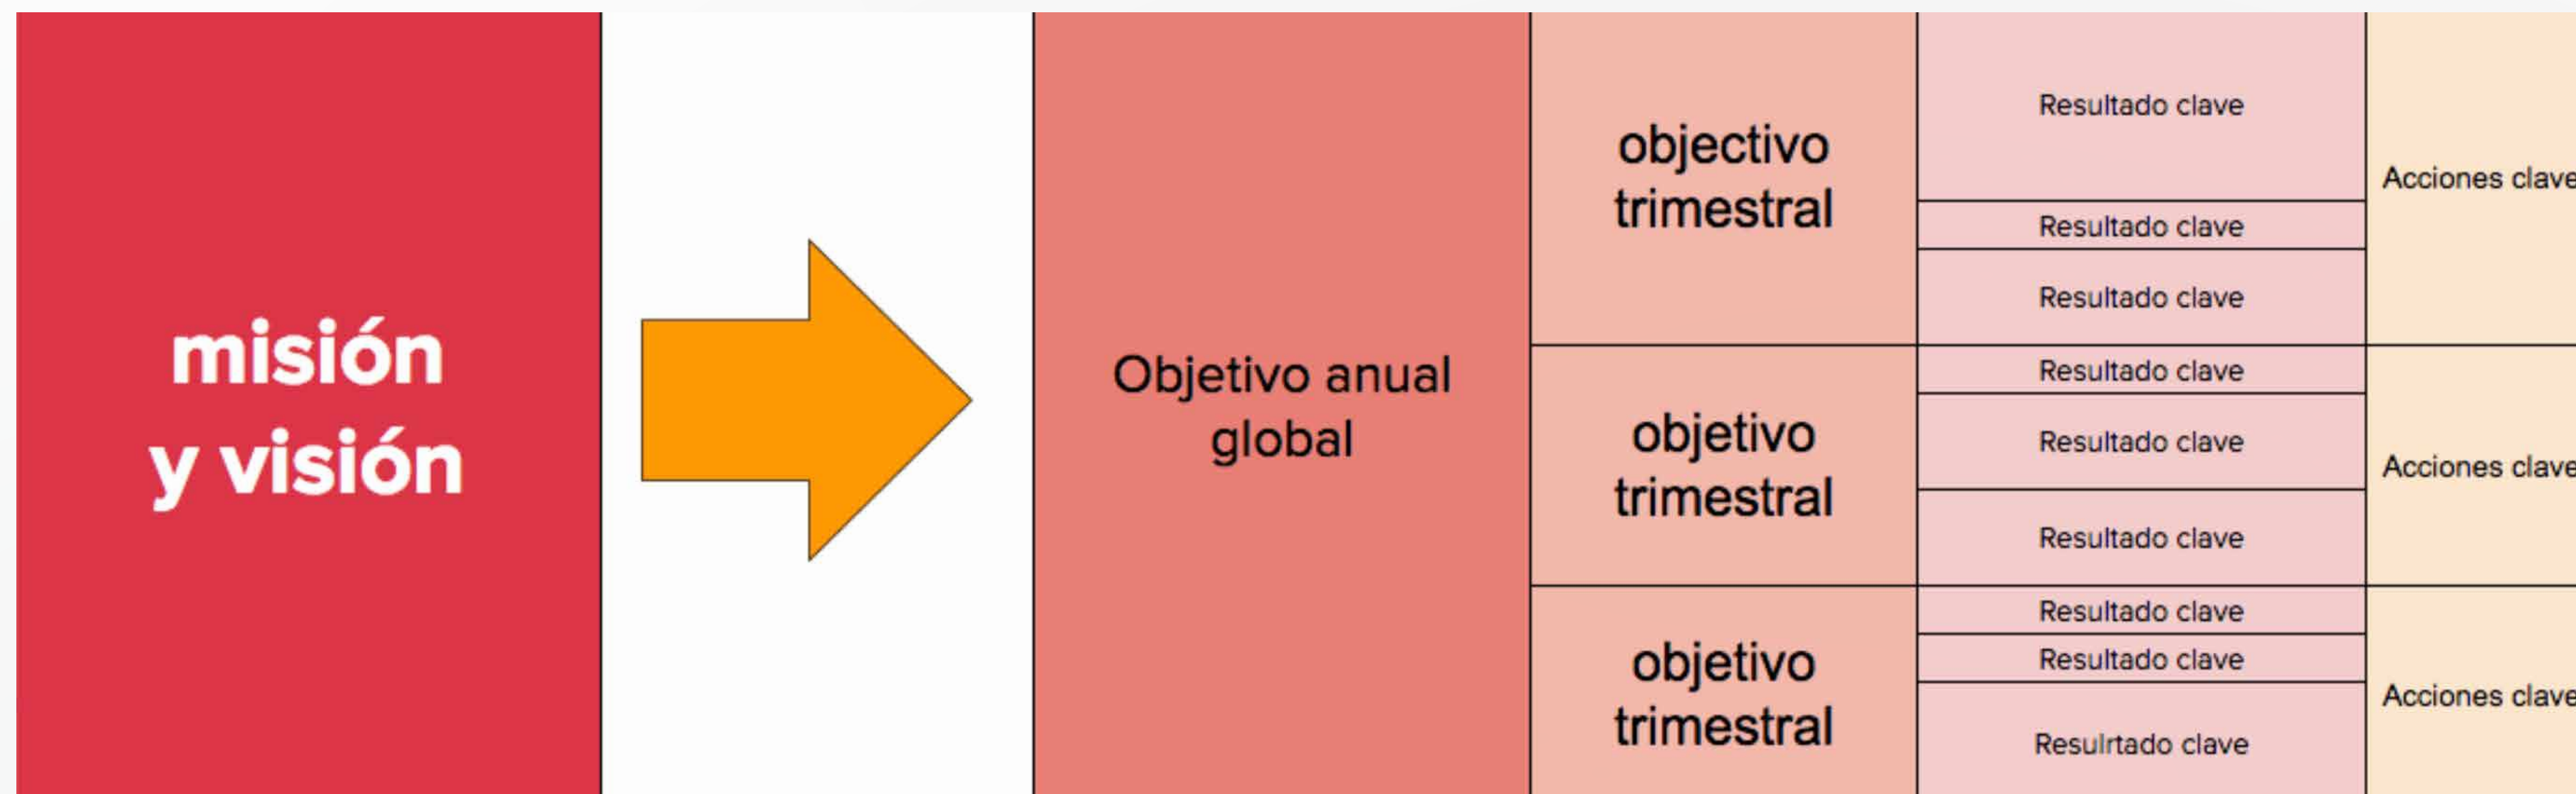 misión
y visión
Objetivo anual
global
objectivo
trimestral
Resultado clave
Resultado clave
Resultado clave
Acciones clave
objetivo
trimestral
Resultado clave
Resultado clave
Resultado clave
Acciones clave
objetivo
trimestral
Resultado clave
Resultado clave
Resulrtado clave
Acciones clave